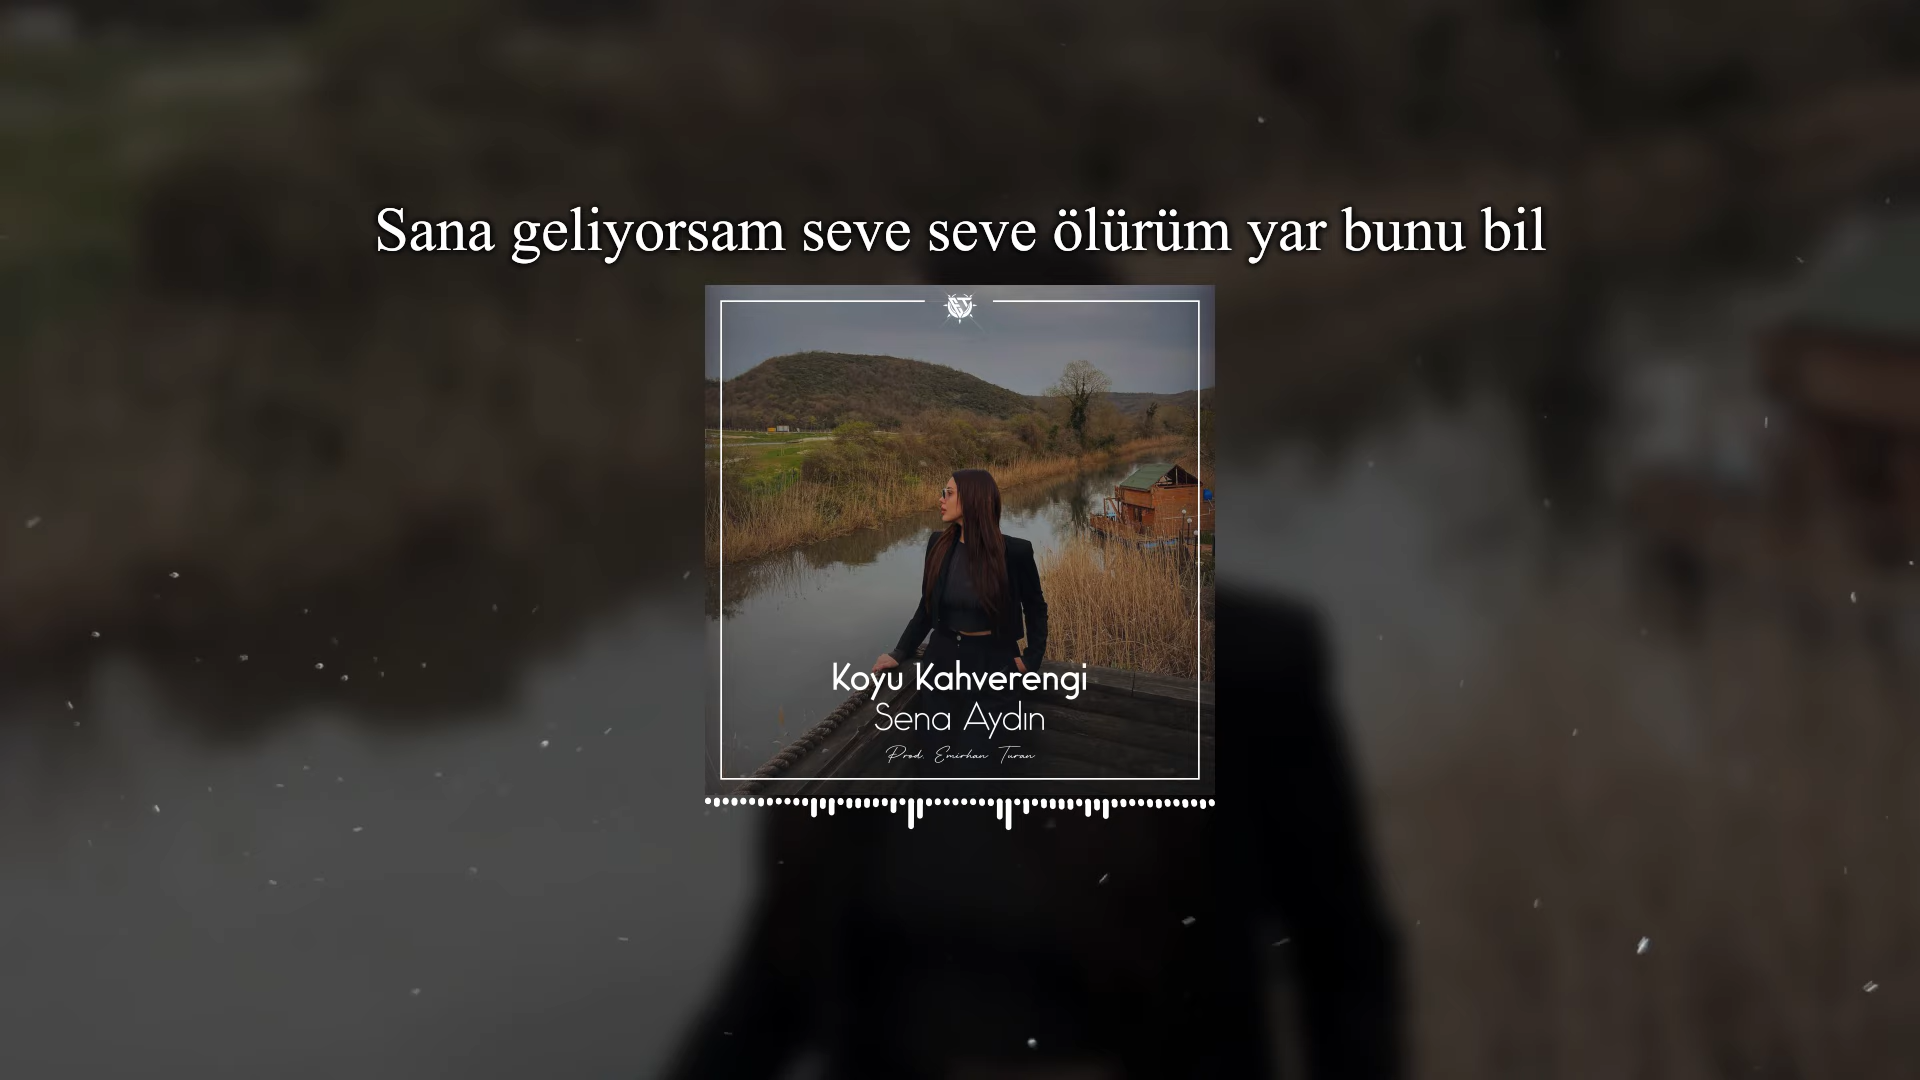 Sana geliyorsam seve seve ölürüm yar bunu bil
Koyu Kahverengi
Sena Aydın
Prod. Emirhan Turan